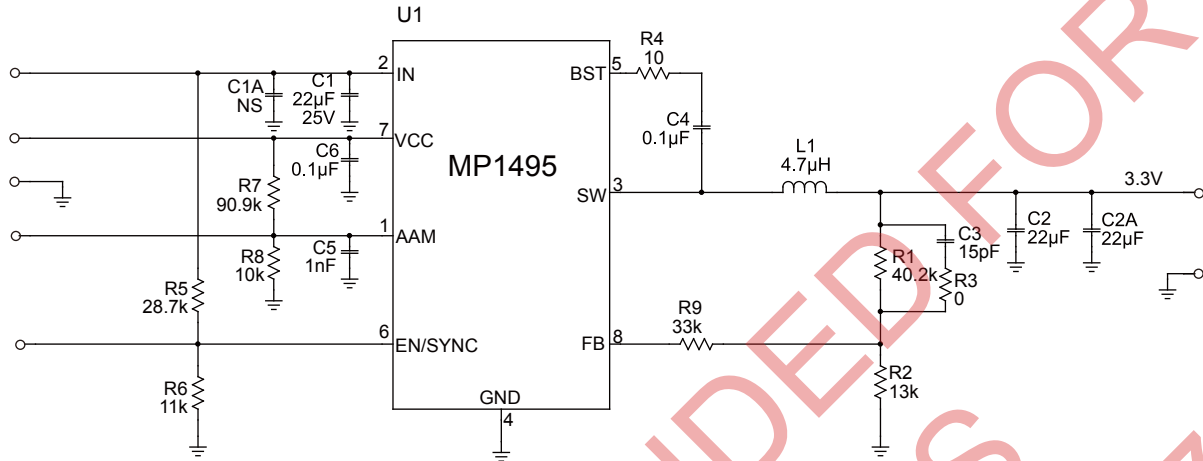 U1
MP1495
2 IN
7 VCC
1 AAM
6 EN/SYNC
GND
4
BST 5
SW 3
FB 8
C1A
NS
C1
22µF
25V
C6
0.1µF
R7
90.9k
R8
10k
C5
1nF
R5
28.7k
R6
11k
R4
10
C4
0.1µF
L1
4.7µH
3.3V
R1
40.2k
C3
15pF
R3
0
C2
22µF
C2A
22µF
R9
33k
R2
13k
NDED FOR